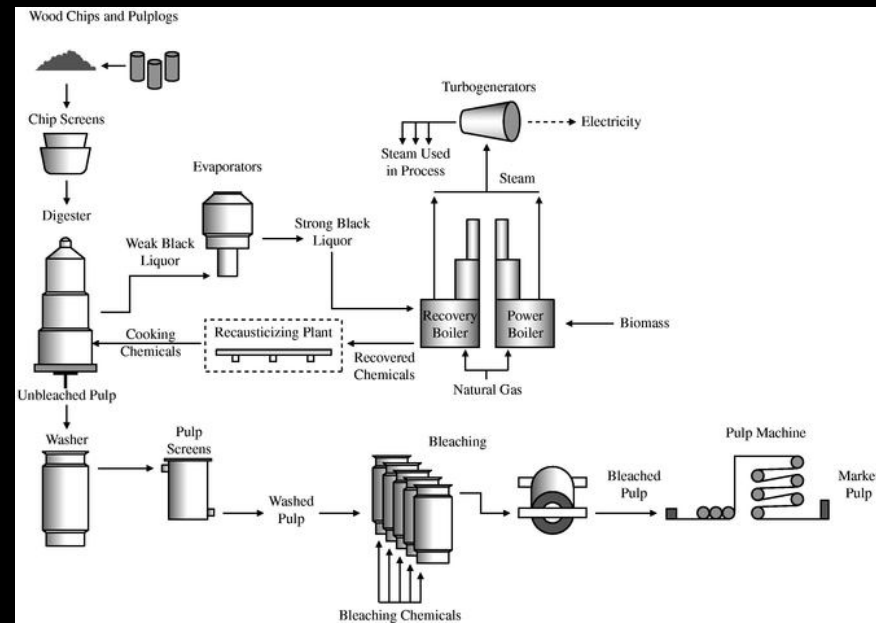 Wood Chips and Pulplogs
Turbogenerators
Chip Screens
Electricity
Steam Used
in Process
Evaporators
Steam
Digester
Strong Black
Liquor
Weak Black
Liquor
Recovery
Boiler
Power
Boiler
Biomass
Recausticizing Plant
Cooking
Chemicals
Recovered
Chemicals
Natural Gas
Unbleached Pulp
Washer
Pulp
Screens
Bleaching
Pulp Machine
Bleached
Pulp
Market
Pulp
Washed
Pulp
Bleaching Chemicals